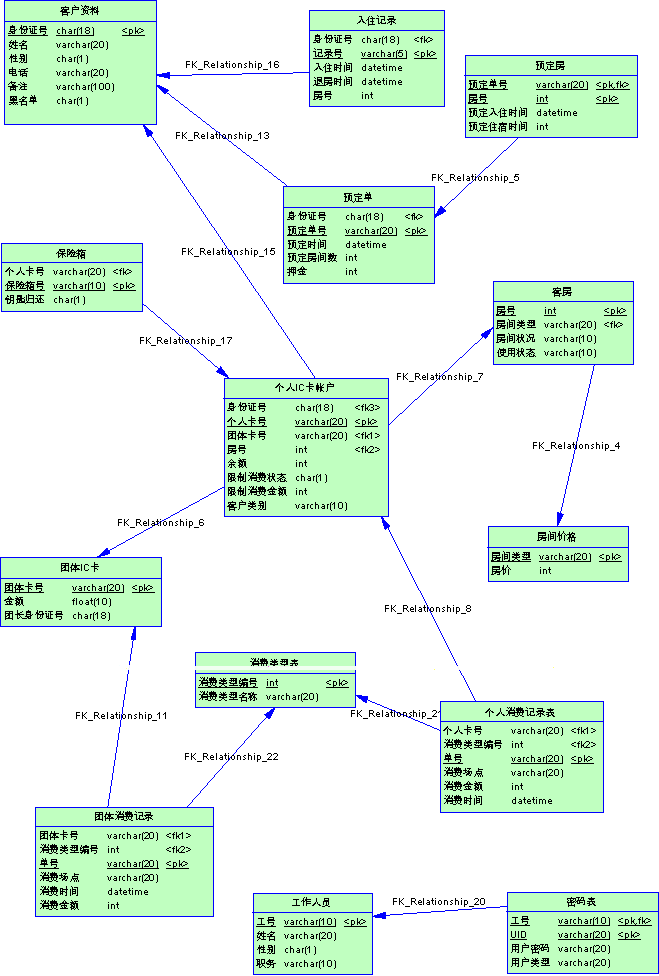 客户资料
身份证号 char(18) <pk>
姓名 varchar(20)
性别 char(1)
电话 varchar(20)
备注 varchar(100)
黑名单 char(1)
入住记录
身份证号 char(18) <fk>
记录号 varchar(5) <pk>
入住时间 datetime
退房时间 datetime
房号 int
预定房
预定单号 varchar(20) <pk,fk>
房号 int <pk>
预定入住时间 datetime
预定住宿时间 int
FK_Relationship_16
FK_Relationship_13
FK_Relationship_5
预定单
身份证号 char(18) <fk>
预定单号 varchar(20) <pk>
预定时间 datetime
预定房间数 int
押金 int
FK_Relationship_15
保险箱
个人卡号 varchar(20) <fk>
保险箱号 varchar(10) <pk>
钥匙归还 char(1)
客房
房号 int <pk>
房间类型 varchar(20) <fk>
房间状况 varchar(10)
使用状态 varchar(10)
FK_Relationship_17
FK_Relationship_7
个人IC卡帐户
身份证号 char(18) <fk3>
个人卡号 varchar(20) <pk>
团体卡号 varchar(20) <fk1>
房号 int <fk2>
余额 int
限制消费状态 char(1)
限制消费金额 int
客户类别 varchar(10)
FK_Relationship_4
FK_Relationship_6
房间价格
房间类型 varchar(20) <pk>
房价 int
团体IC卡
团体卡号 varchar(20) <pk>
金额 float(10)
团长身份证号 char(18)
FK_Relationship_8
消费类型表
消费类型编号 int <pk>
消费类型名称 varchar(20)
FK_Relationship_11
FK_Relationship_22
FK_Relationship_21
个人消费记录表
个人卡号 varchar(20) <fk1>
消费类型编号 int <fk2>
单号 varchar(20) <pk>
消费场点 varchar(20)
消费金额 int
消费时间 datetime
团体消费记录
团体卡号 varchar(20) <fk1>
消费类型编号 int <fk2>
单号 varchar(20) <pk>
消费场点 varchar(20)
消费时间 datetime
消费金额 int
工作人员
工号 varchar(10) <pk>
姓名 varchar(20)
性别 char(1)
职务 varchar(10)
FK_Relationship_20
密码表
工号 varchar(10) <pk,fk>
UID varchar(20) <pk>
用户密码 varchar(20)
用户类型 varchar(20)